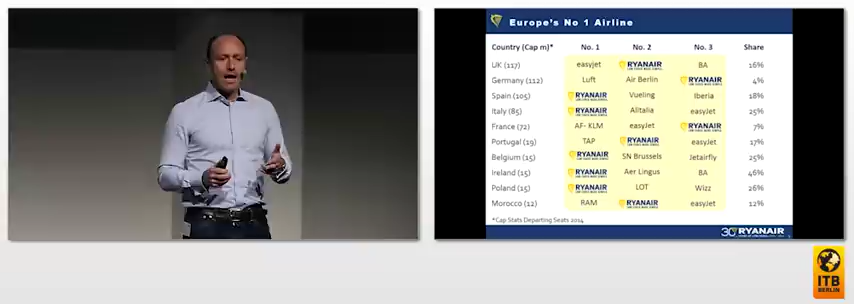 Europe's No 1 Airline
Country (Cap m)* No. 1 No. 2 No. 3 Share
UK (117) easyJet RYANAIR BA 16%
Germany (112) Luft Air Berlin RYANAIR 4%
Spain (105) RYANAIR Vueling Iberia 18%
Italy (85) RYANAIR Alitalia easyJet 25%
France (72) AF- KLM easyJet RYANAIR 7%
Portugal (19) TAP RYANAIR easyJet 17%
Belgium (15) RYANAIR SN Brussels Jetairfly 25%
Ireland (15) RYANAIR Aer Lingus BA 46%
Poland (15) RYANAIR LOT Wizz 26%
Morocco (12) RAM RYANAIR easyJet 12%
*Cap Stats Departing Seats 2014
30 RYANAIR
ITB
BERLIN